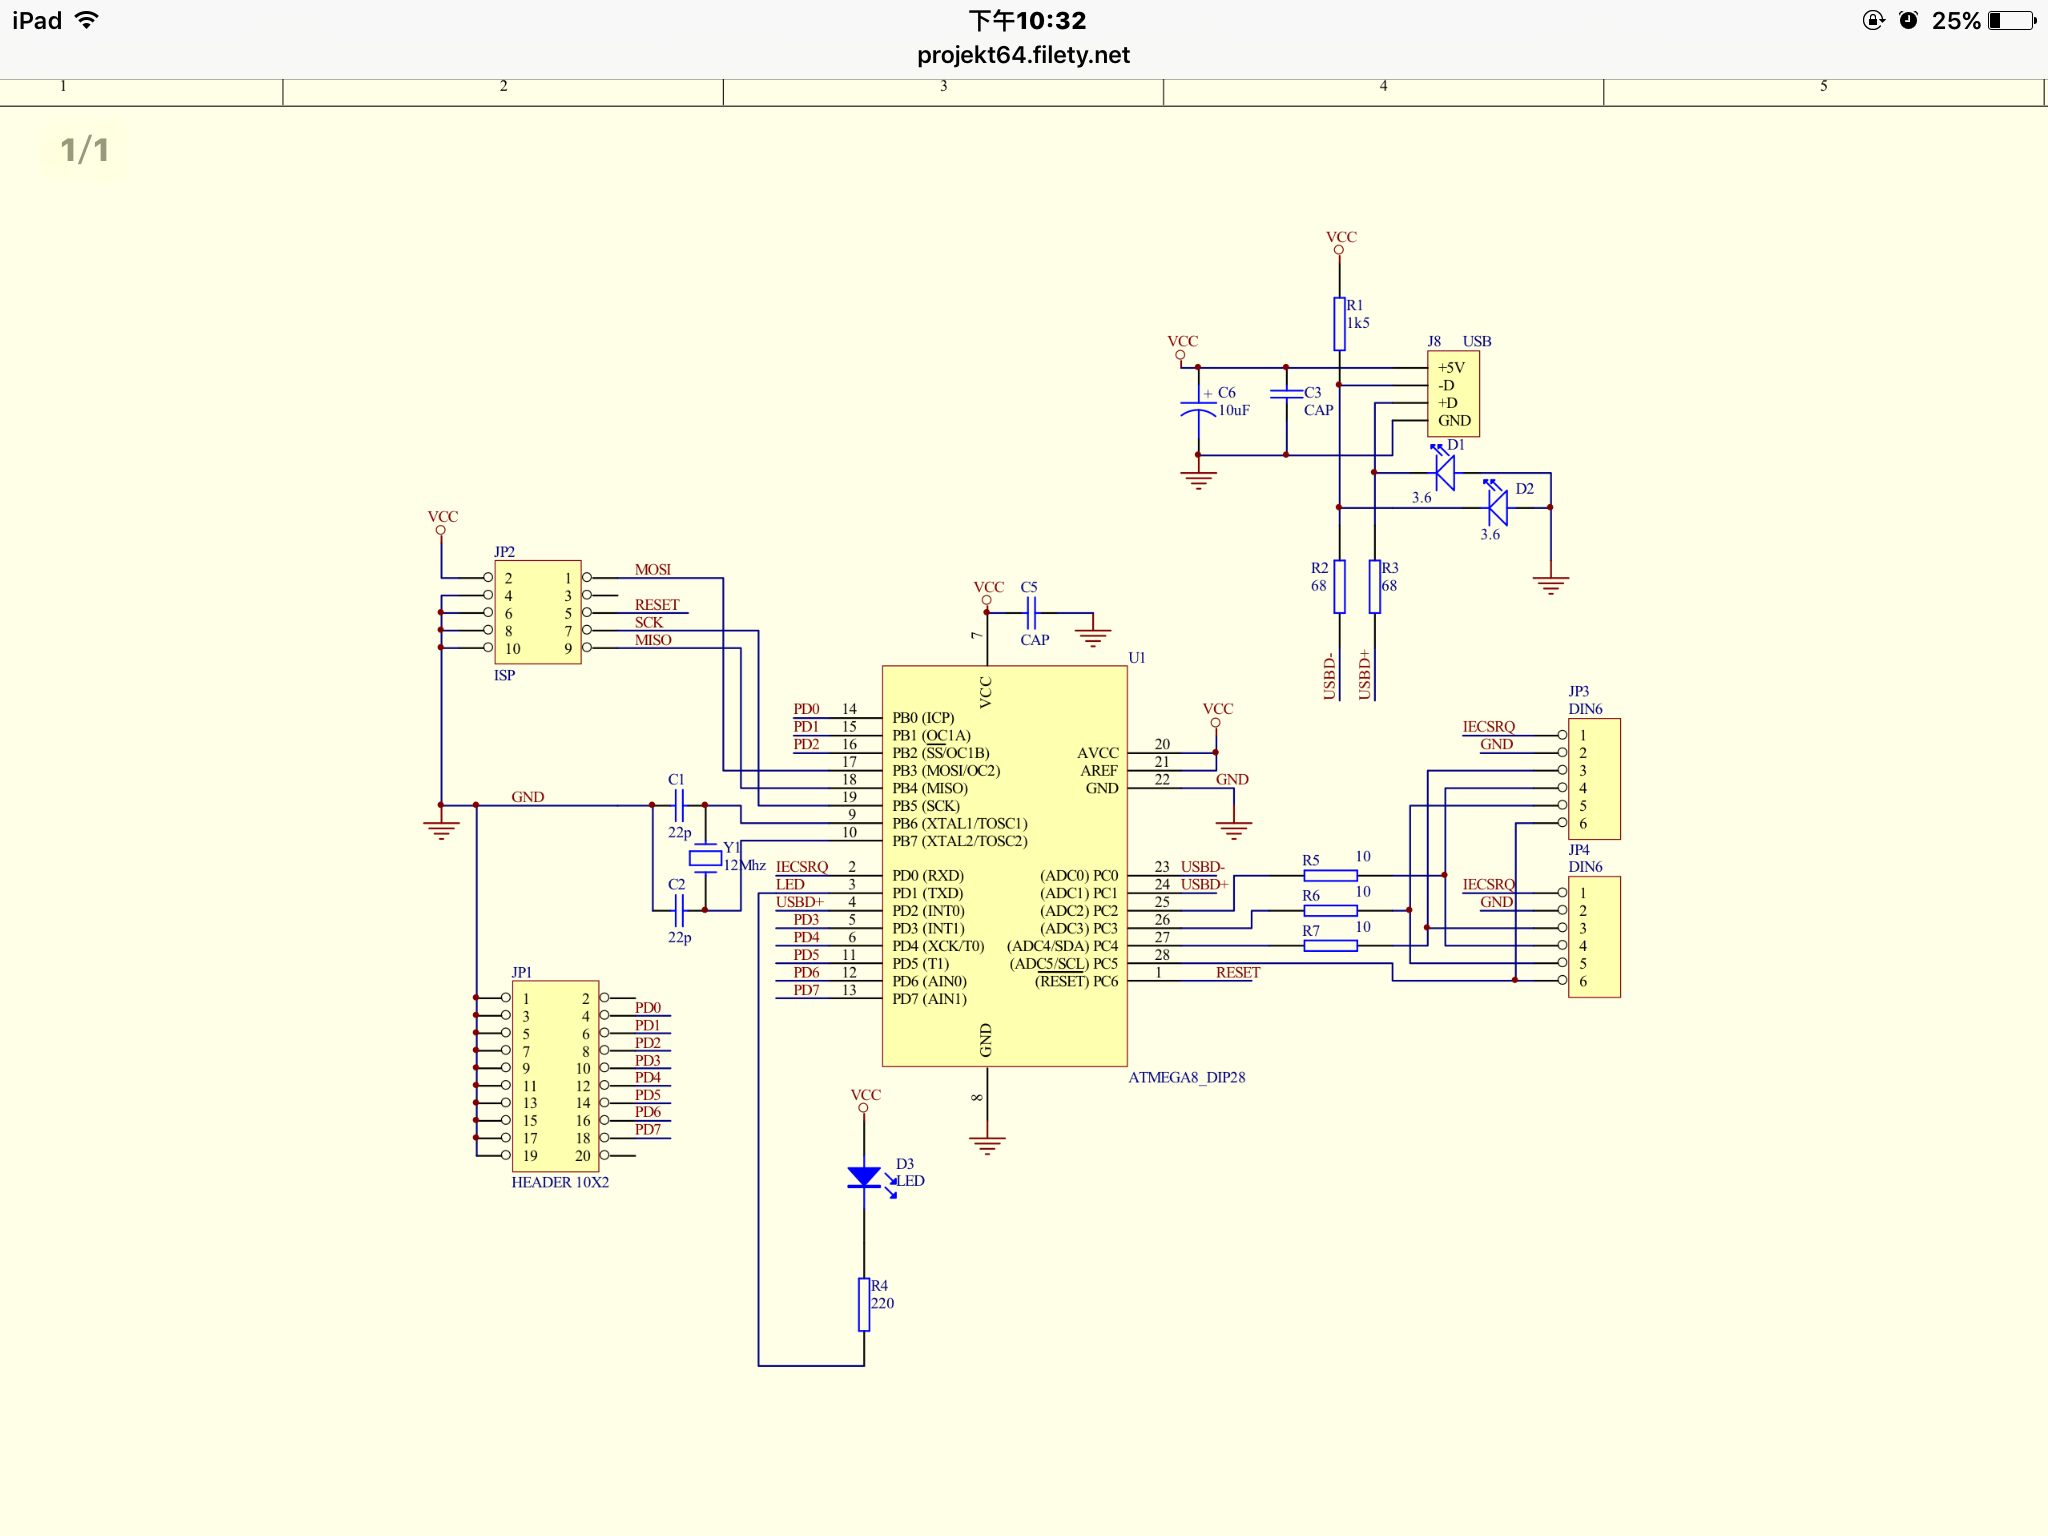 iPad 下午10:32 25%
projekt64.filety.net
1 2 3 4 5
1/1
VCC
R1
1k5
VCC
J8 USB
+5V
-D
+D
GND
+ C6
10uF
C3
CAP
D1
3.6
D2
3.6
R2
68
R3
68
USBD-
USBD+
VCC
JP2
2 1 MOSI
4 3
6 5 RESET
8 7 SCK
10 9 MISO
ISP
VCC C5
7 CAP
U1
VCC
PD0 14 PB0 (ICP)
PD1 15 PB1 (OC1A)
PD2 16 PB2 (SS/OC1B)
17 PB3 (MOSI/OC2)
18 PB4 (MISO)
19 PB5 (SCK)
9 PB6 (XTAL1/TOSC1)
10 PB7 (XTAL2/TOSC2)
VCC
AVCC 20
AREF 21
GND 22 GND
GND
C1
22p
Y1
12Mhz
C2
22p
IECSRQ 2 PD0 (RXD)
LED 3 PD1 (TXD)
USBD+ 4 PD2 (INT0)
PD3 5 PD3 (INT1)
PD4 6 PD4 (XCK/T0)
PD5 11 PD5 (T1)
PD6 12 PD6 (AIN0)
PD7 13 PD7 (AIN1)
(ADC0) PC0 23 USBD-
(ADC1) PC1 24 USBD+
(ADC2) PC2 25
(ADC3) PC3 26
(ADC4/SDA) PC4 27
(ADC5/SCL) PC5 28
(RESET) PC6 1 RESET
GND
8
ATMEGA8_DIP28
R5 10
R6 10
R7 10
JP3
DIN6
IECSRQ 1
GND 2
3
4
5
6
JP4
DIN6
IECSRQ 1
GND 2
3
4
5
6
JP1
1 2
3 4 PD0
5 6 PD1
7 8 PD2
9 10 PD3
11 12 PD4
13 14 PD5
15 16 PD6
17 18 PD7
19 20
HEADER 10X2
VCC
D3
LED
R4
220